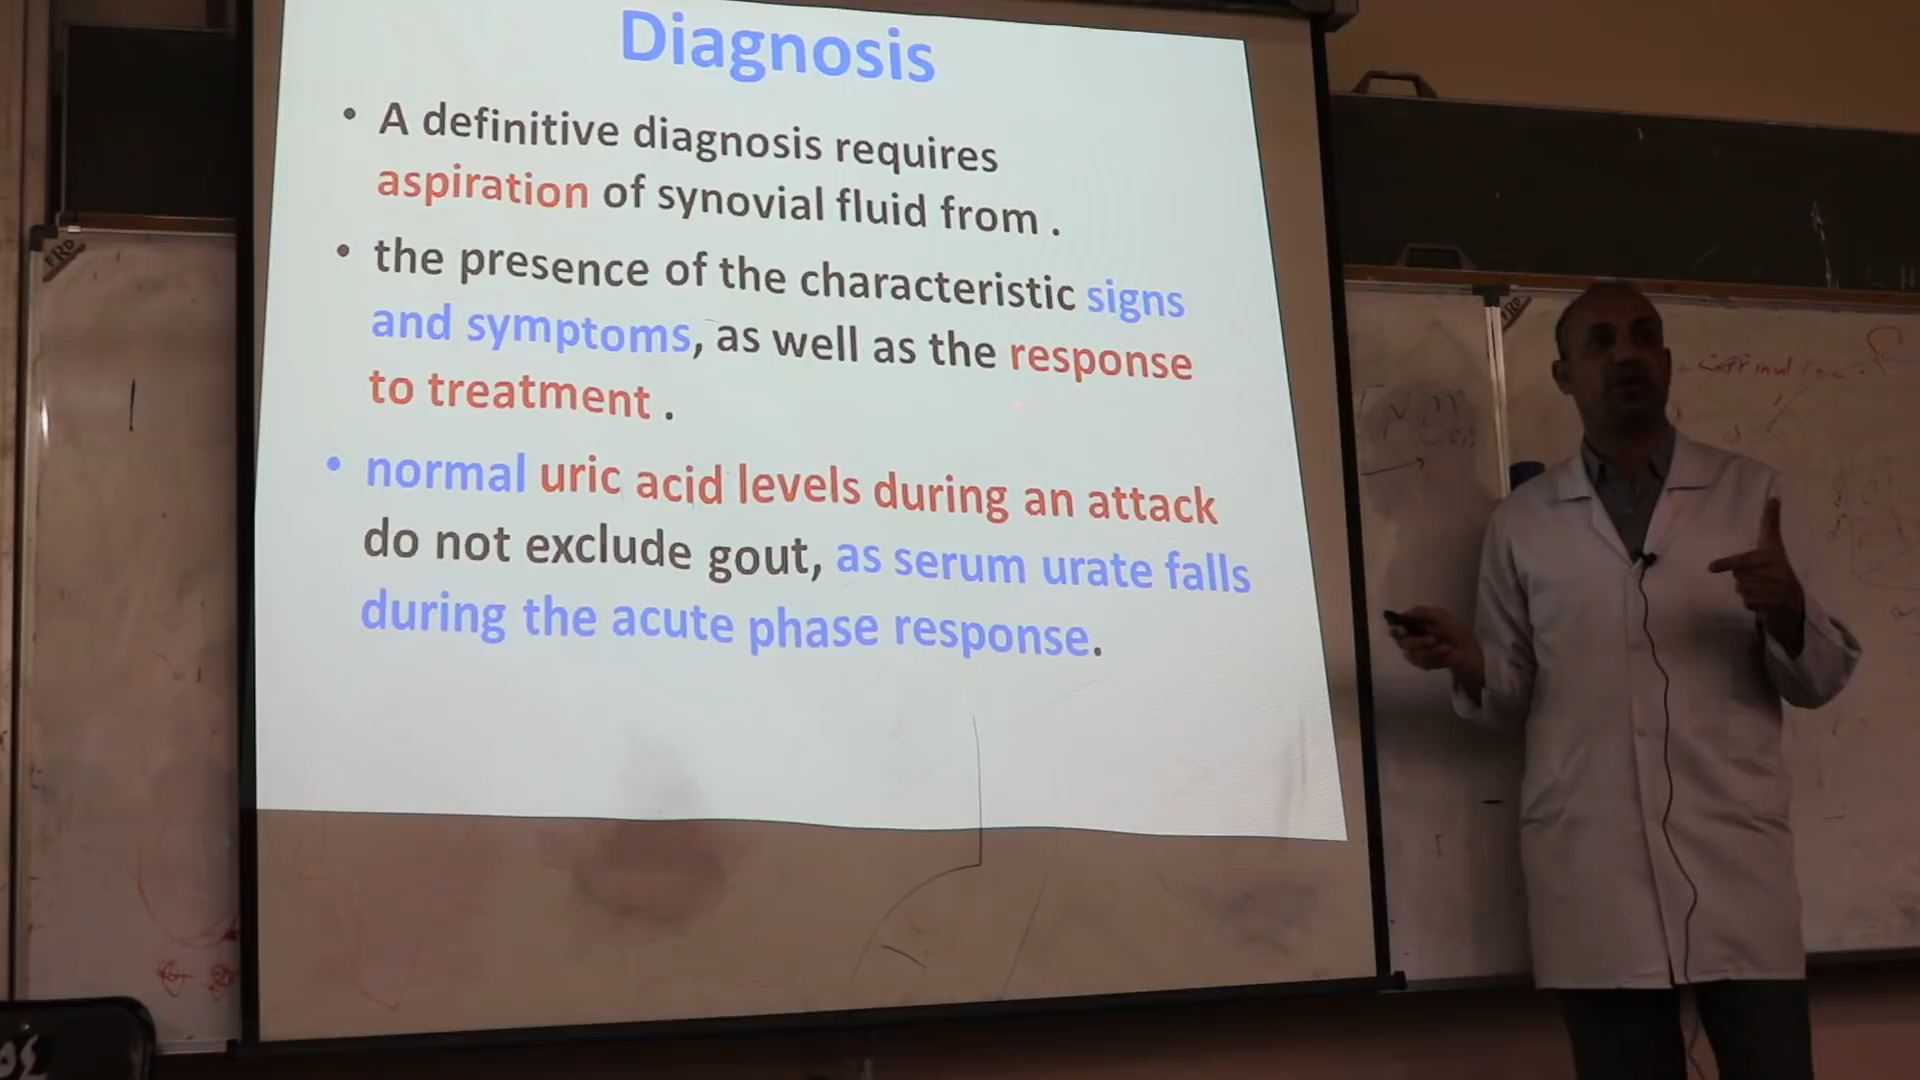 Diagnosis
• A definitive diagnosis requires
aspiration of synovial fluid from .
• the presence of the characteristic signs
and symptoms, as well as the response
to treatment .
• normal uric acid levels during an attack
do not exclude gout, as serum urate falls
during the acute phase response.